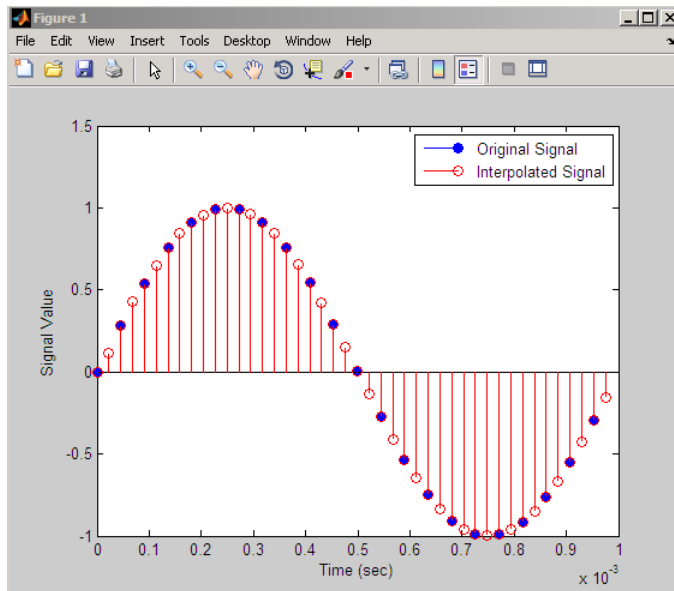 Figure 1
File Edit View Insert Tools Desktop Window Help
1.5
1
0.5
0
-0.5
-1
Signal Value
Original Signal
Interpolated Signal
0 0.1 0.2 0.3 0.4 0.5 0.6 0.7 0.8 0.9 1
Time (sec)
x 10⁻³